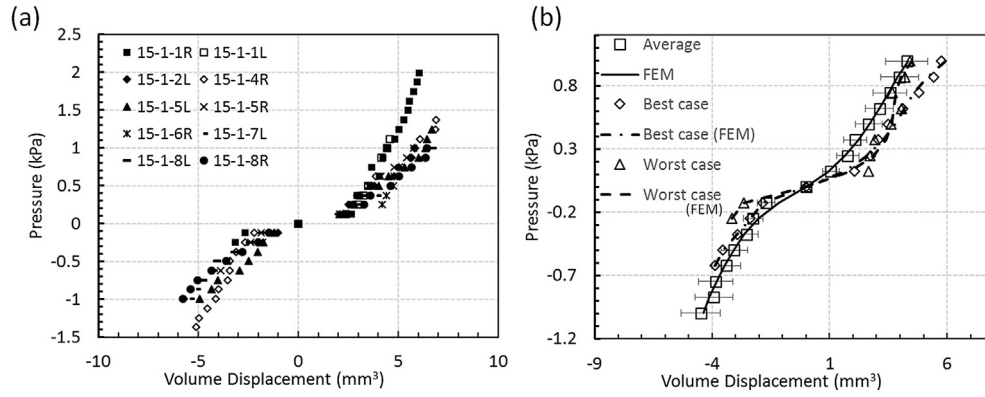 (a)
Pressure (kPa)
2.5
2
1.5
1
0.5
0
-0.5
-1
-1.5
15-1-1R 15-1-1L
15-1-2L 15-1-4R
15-1-5L 15-1-5R
15-1-6R 15-1-7L
15-1-8L 15-1-8R
-10 -5 0 5 10
Volume Displacement (mm³)
(b)
Pressure (kPa)
0.8
0.3
-0.2
-0.7
-1.2
Average
FEM
Best case
Best case (FEM)
Worst case
Worst case
(FEM)
-9 -4 1 6
Volume Displacement (mm³)